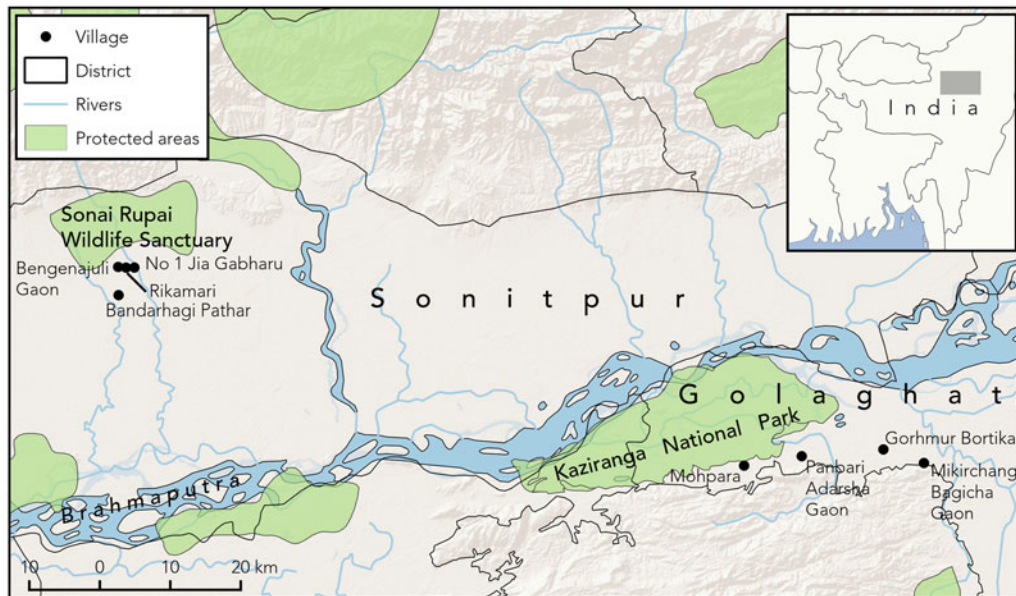 Village
District
Rivers
Protected areas
India
Sonai Rupai
Wildlife Sanctuary
Bengenajuli
Gaon
No 1 Jia Gabharu
Rikamari
Bandarhagi Pathar
Sonitpur
Golaghat
Kaziranga National Park
Mohpara
Panbari
Adarsha
Gaon
Gorhmur Bortika
Mikirchang
Bagicha
Gaon
Brahmaputra
10 0 10 20 km